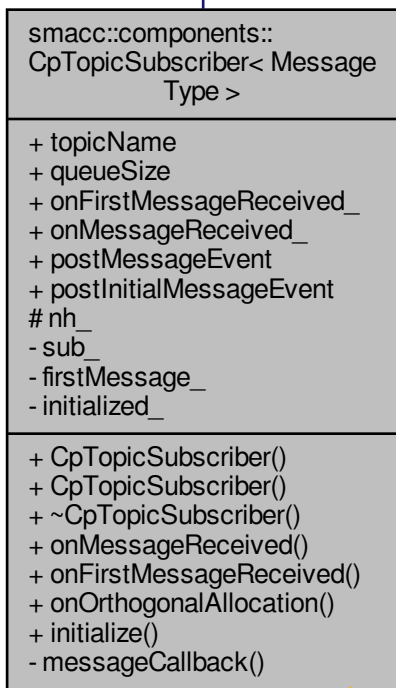 smacc::components::
CpTopicSubscriber< Message
Type >
+ topicName
+ queueSize
+ onFirstMessageReceived_
+ onMessageReceived_
+ postMessageEvent
+ postInitialMessageEvent
# nh_
- sub_
- firstMessage_
- initialized_
+ CpTopicSubscriber()
+ CpTopicSubscriber()
+ ~CpTopicSubscriber()
+ onMessageReceived()
+ onFirstMessageReceived()
+ onOrthogonalAllocation()
+ initialize()
- messageCallback()